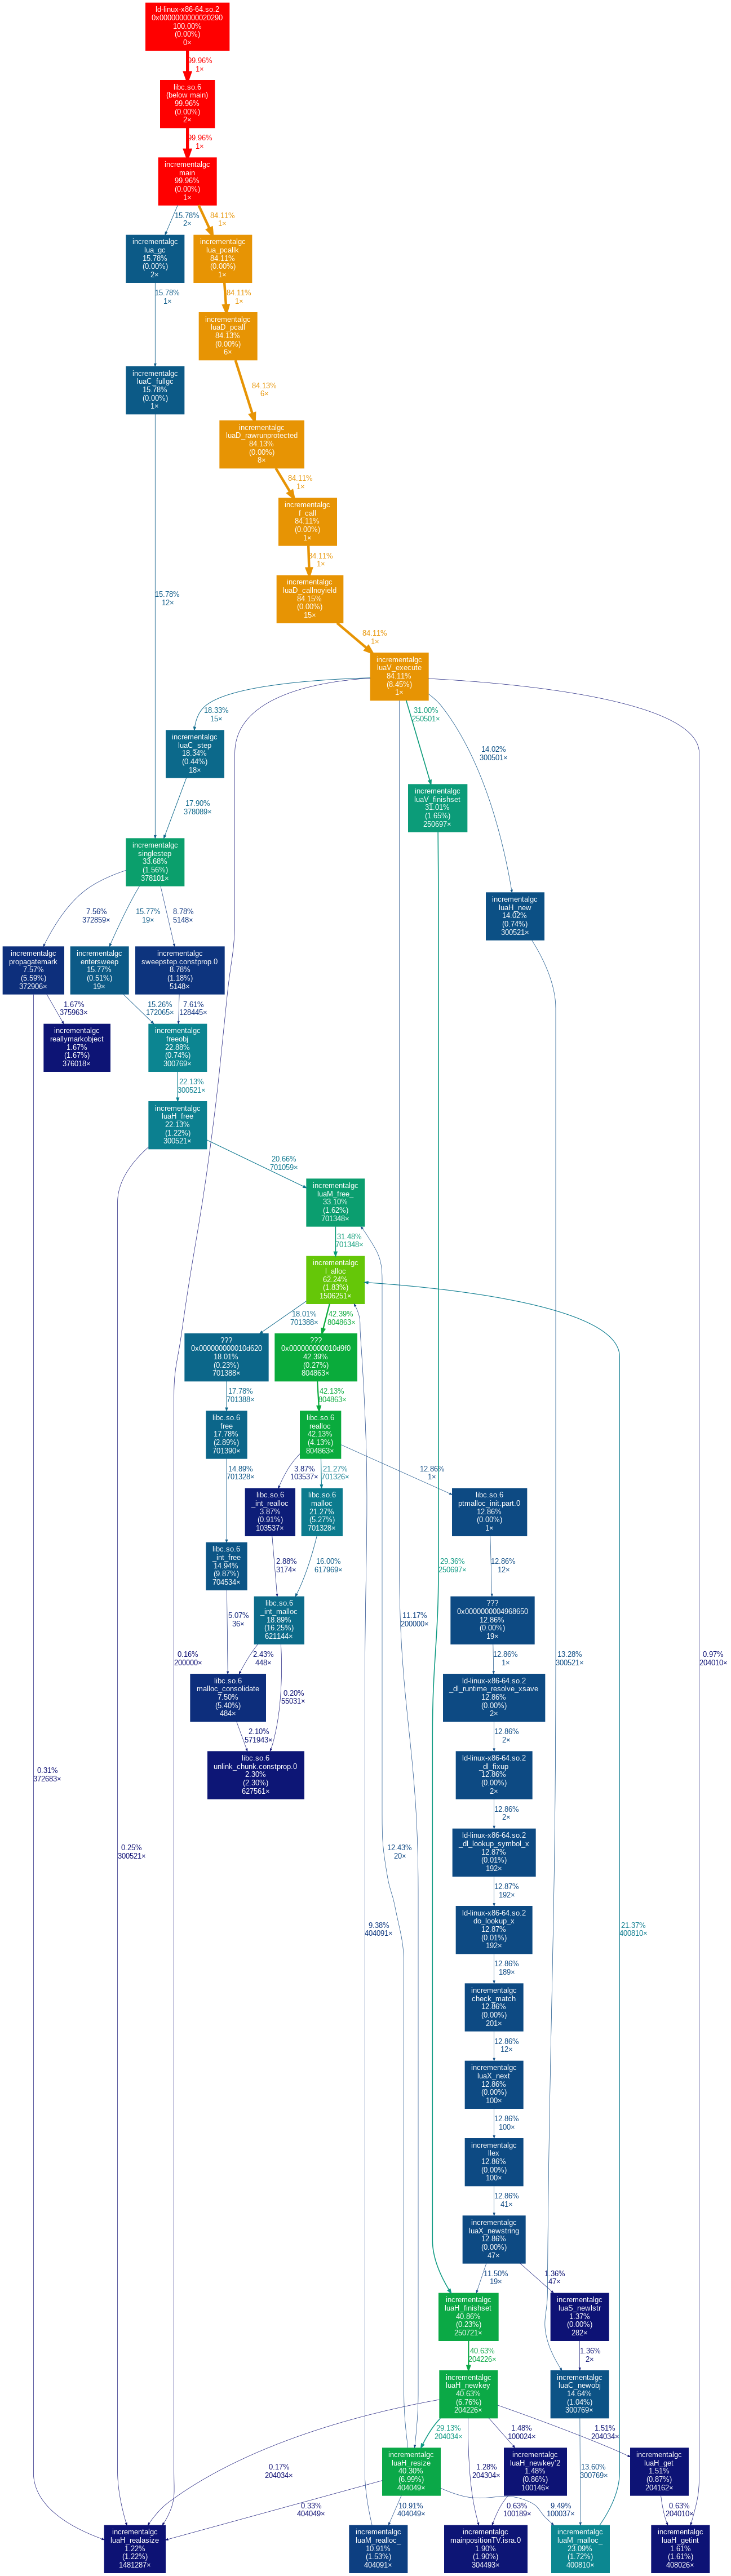 ld-linux-x86-64.so.2
0x0000000000020290
100.00%
(0.00%)
0×
99.96%
1×
libc.so.6
(below main)
99.96%
(0.00%)
2×
99.96%
1×
incrementalgc
main
99.96%
(0.00%)
1×
15.78%
2×
84.11%
1×
incrementalgc
lua_gc
15.78%
(0.00%)
2×
incrementalgc
lua_pcallk
84.11%
(0.00%)
1×
15.78%
1×
84.11%
1×
incrementalgc
luaD_pcall
84.13%
(0.00%)
6×
incrementalgc
luaC_fullgc
15.78%
(0.00%)
1×
84.13%
6×
incrementalgc
luaD_rawrunprotected
84.13%
(0.00%)
8×
84.11%
1×
incrementalgc
f_call
84.11%
(0.00%)
1×
84.11%
1×
15.78%
12×
incrementalgc
luaD_callnoyield
84.15%
(0.00%)
15×
84.11%
1×
incrementalgc
luaV_execute
84.11%
(8.45%)
1×
18.33%
15×
31.00%
250501×
14.02%
300501×
incrementalgc
luaC_step
18.34%
(0.44%)
18×
incrementalgc
luaV_finishset
31.01%
(1.65%)
250697×
17.90%
378089×
incrementalgc
singlestep
33.68%
(1.56%)
378101×
incrementalgc
luaH_new
14.02%
(0.74%)
300521×
7.56%
372859×
15.77%
19×
8.78%
5148×
incrementalgc
propagatemark
7.57%
(5.59%)
372906×
incrementalgc
entersweep
15.77%
(0.51%)
19×
incrementalgc
sweepstep.constprop.0
8.78%
(1.18%)
5148×
1.67%
375963×
15.26%
172065×
7.61%
128445×
incrementalgc
reallymarkobject
1.67%
(1.67%)
376018×
incrementalgc
freeobj
22.88%
(0.74%)
300769×
22.13%
300521×
incrementalgc
luaH_free
22.13%
(1.22%)
300521×
20.66%
701059×
incrementalgc
luaM_free_
33.10%
(1.62%)
701348×
31.48%
701348×
incrementalgc
l_alloc
62.24%
(1.83%)
1506251×
18.01%
701388×
42.39%
804863×
???
0x000000000010d620
18.01%
(0.23%)
701388×
???
0x000000000010d9f0
42.39%
(0.27%)
804863×
17.78%
701388×
42.13%
804863×
libc.so.6
free
17.78%
(2.89%)
701390×
libc.so.6
realloc
42.13%
(4.13%)
804863×
14.89%
701328×
3.87%
103537×
21.27%
701326×
12.86%
1×
libc.so.6
_int_realloc
3.87%
(0.91%)
103537×
libc.so.6
malloc
21.27%
(5.27%)
701328×
libc.so.6
ptmalloc_init.part.0
12.86%
(0.00%)
1×
libc.so.6
_int_free
14.94%
(9.87%)
704534×
2.88%
3174×
16.00%
617969×
29.36%
250697×
12.86%
12×
libc.so.6
_int_malloc
18.89%
(16.25%)
621144×
???
0x0000000004968650
12.86%
(0.00%)
19×
5.07%
36×
11.17%
200000×
0.16%
200000×
2.43%
448×
0.20%
55031×
12.86%
1×
13.28%
300521×
0.97%
204010×
libc.so.6
malloc_consolidate
7.50%
(5.40%)
484×
ld-linux-x86-64.so.2
_dl_runtime_resolve_xsave
12.86%
(0.00%)
2×
2.10%
571943×
12.86%
2×
libc.so.6
unlink_chunk.constprop.0
2.30%
(2.30%)
627561×
ld-linux-x86-64.so.2
_dl_fixup
12.86%
(0.00%)
2×
0.31%
372683×
12.86%
2×
0.25%
300521×
12.43%
20×
ld-linux-x86-64.so.2
_dl_lookup_symbol_x
12.87%
(0.01%)
192×
12.87%
192×
9.38%
404091×
21.37%
400810×
ld-linux-x86-64.so.2
do_lookup_x
12.87%
(0.01%)
192×
12.86%
189×
incrementalgc
check_match
12.86%
(0.00%)
201×
12.86%
12×
incrementalgc
luaX_next
12.86%
(0.00%)
100×
12.86%
100×
incrementalgc
llex
12.86%
(0.00%)
100×
12.86%
41×
incrementalgc
luaX_newstring
12.86%
(0.00%)
47×
11.50%
19×
1.36%
47×
incrementalgc
luaH_finishset
40.86%
(0.23%)
250721×
incrementalgc
luaS_newlstr
1.37%
(0.00%)
282×
40.63%
204226×
1.36%
2×
incrementalgc
luaH_newkey
40.63%
(6.76%)
204226×
incrementalgc
luaC_newobj
14.64%
(1.04%)
300769×
29.13%
204034×
1.48%
100024×
1.51%
204034×
0.17%
204034×
incrementalgc
luaH_resize
40.30%
(6.99%)
404049×
1.28%
204304×
incrementalgc
luaH_newkey'2
1.48%
(0.86%)
100146×
13.60%
300769×
incrementalgc
luaH_get
1.51%
(0.87%)
204162×
0.33%
404049×
10.91%
404049×
0.63%
100189×
9.49%
100037×
0.63%
204010×
incrementalgc
luaH_realasize
1.22%
(1.22%)
1481287×
incrementalgc
luaM_realloc_
10.91%
(1.53%)
404091×
incrementalgc
mainpositionTV.isra.0
1.90%
(1.90%)
304493×
incrementalgc
luaM_malloc_
23.09%
(1.72%)
400810×
incrementalgc
luaH_getint
1.61%
(1.61%)
408026×